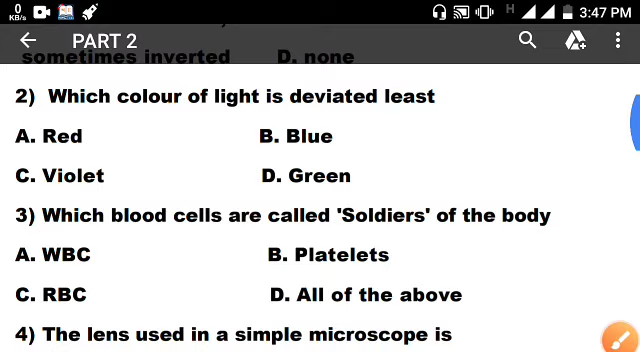 0
KB/s
H
3:47 PM
PART 2
sometimes inverted D. none
2) Which colour of light is deviated least
A. Red B. Blue
C. Violet D. Green
3) Which blood cells are called 'Soldiers' of the body
A. WBC B. Platelets
C. RBC D. All of the above
4) The lens used in a simple microscope is